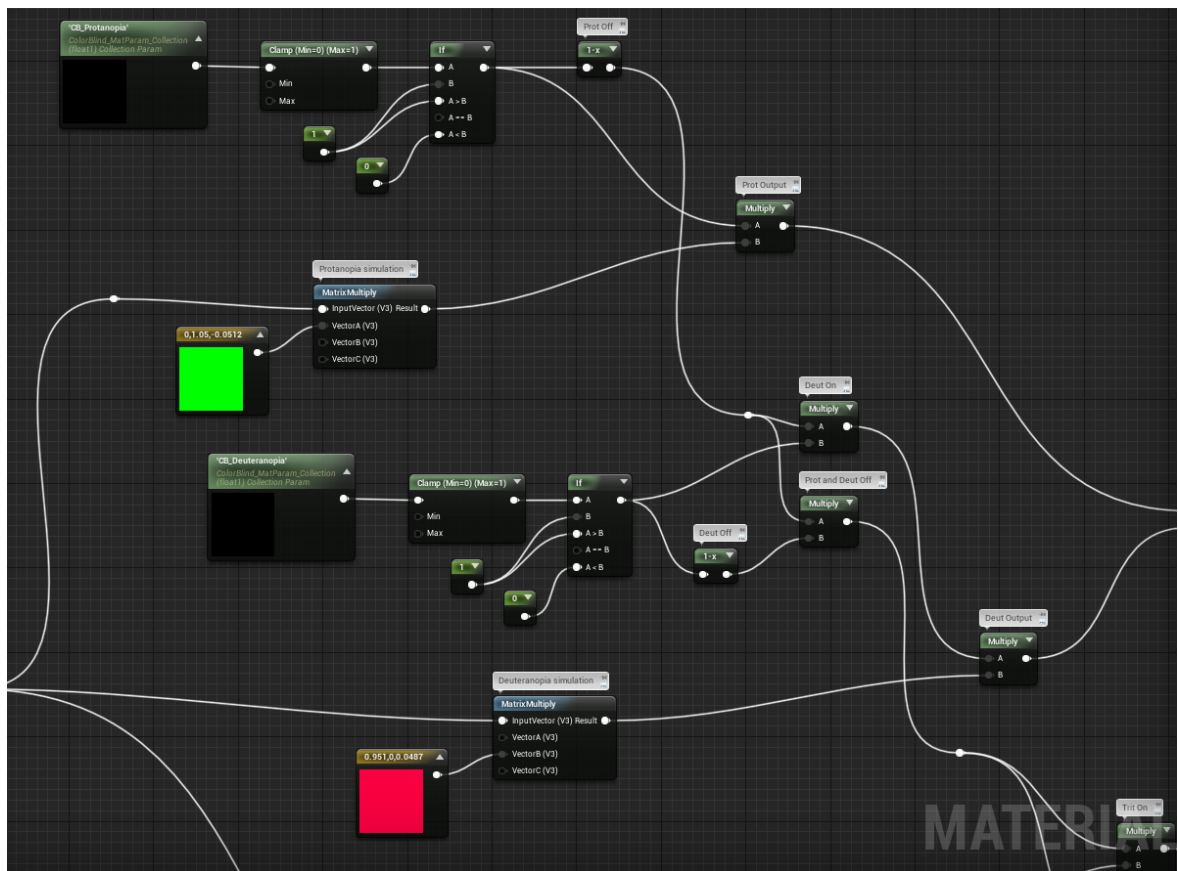 'CB_Protanopia'
ColorBlind_MatParam_Collection
(float1) Collection Param
Clamp (Min=0) (Max=1)
Min
Max
If
A
B
A > B
A == B
A < B
1
0
Prot Off
1-x
Prot Output
Multiply
A
B
Protanopia simulation
MatrixMultiply
InputVector (V3) Result
VectorA (V3)
VectorB (V3)
VectorC (V3)
0,1.05,-0.0512
Deut On
Multiply
A
B
'CB_Deuteranopia'
ColorBlind_MatParam_Collection
(float1) Collection Param
Clamp (Min=0) (Max=1)
Min
Max
If
A
B
A > B
A == B
A < B
1
0
Deut Off
1-x
Prot and Deut Off
Multiply
A
B
Deut Output
Multiply
A
B
Deuteranopia simulation
MatrixMultiply
InputVector (V3) Result
VectorA (V3)
VectorB (V3)
VectorC (V3)
0.951,0,0.0487
Trit On
Multiply
A
B
MATERIAL